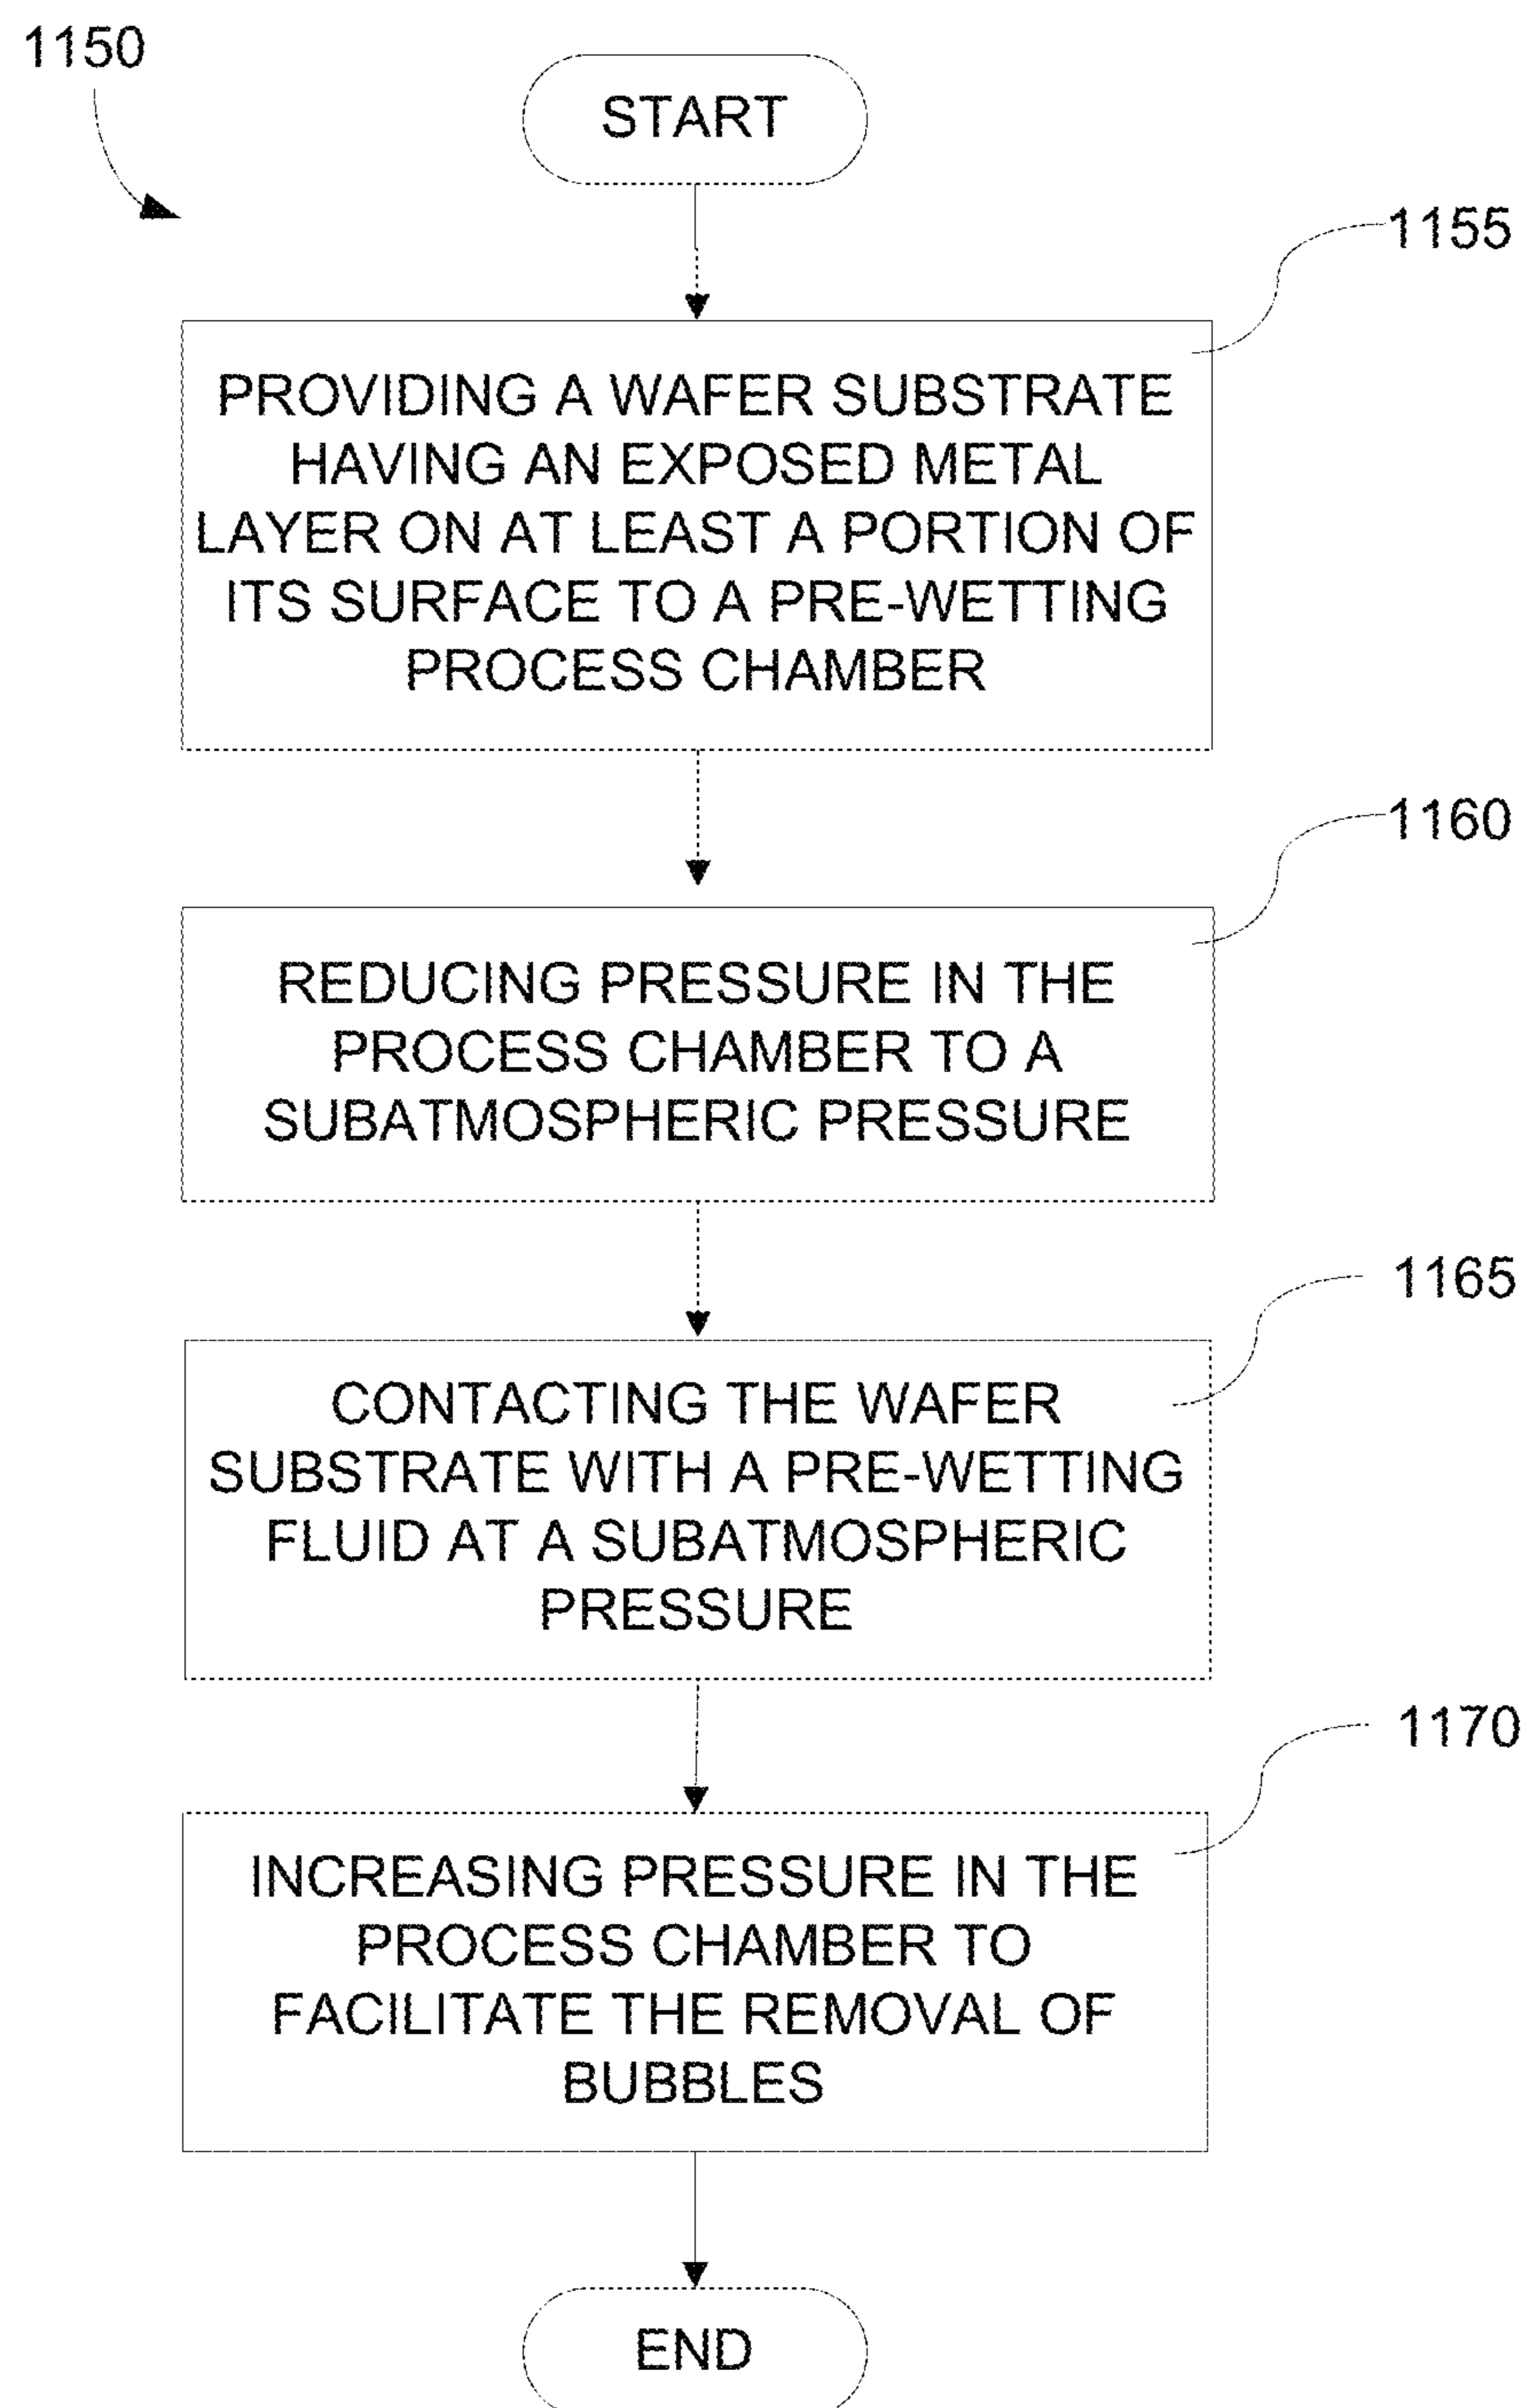 1150
START
1155
PROVIDING A WAFER SUBSTRATE
HAVING AN EXPOSED METAL
LAYER ON AT LEAST A PORTION OF
ITS SURFACE TO A PRE-WETTING
PROCESS CHAMBER
1160
REDUCING PRESSURE IN THE
PROCESS CHAMBER TO A
SUBATMOSPHERIC PRESSURE
1165
CONTACTING THE WAFER
SUBSTRATE WITH A PRE-WETTING
FLUID AT A SUBATMOSPHERIC
PRESSURE
1170
INCREASING PRESSURE IN THE
PROCESS CHAMBER TO
FACILITATE THE REMOVAL OF
BUBBLES
END